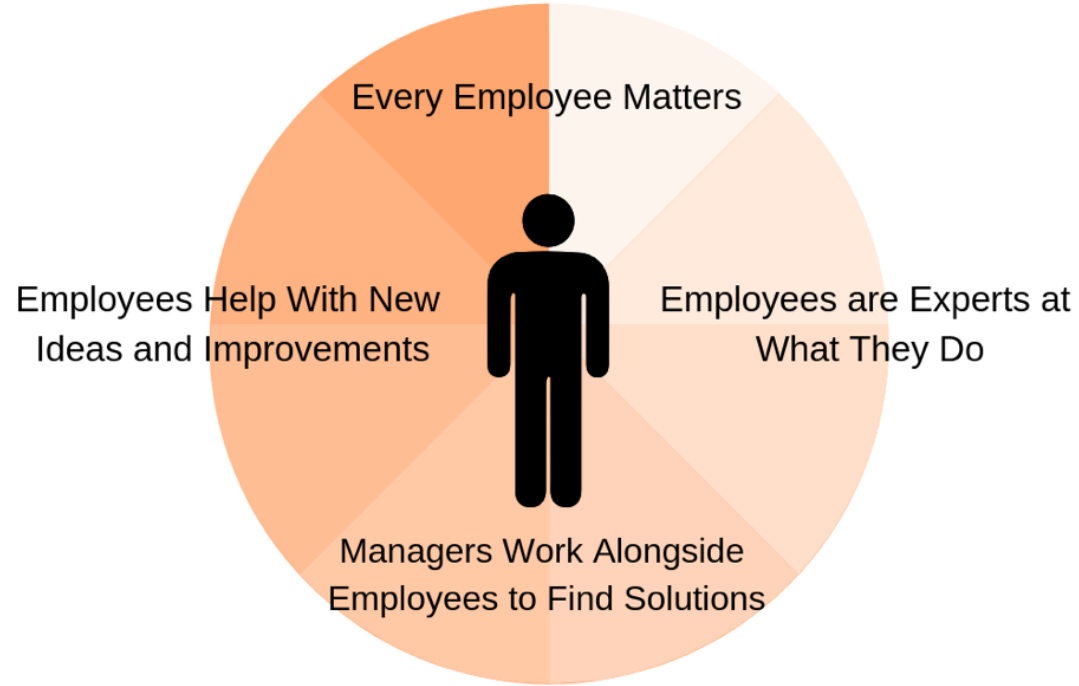 Every Employee Matters
Employees Help With New
Ideas and Improvements
Employees are Experts at
What They Do
Managers Work Alongside
Employees to Find Solutions